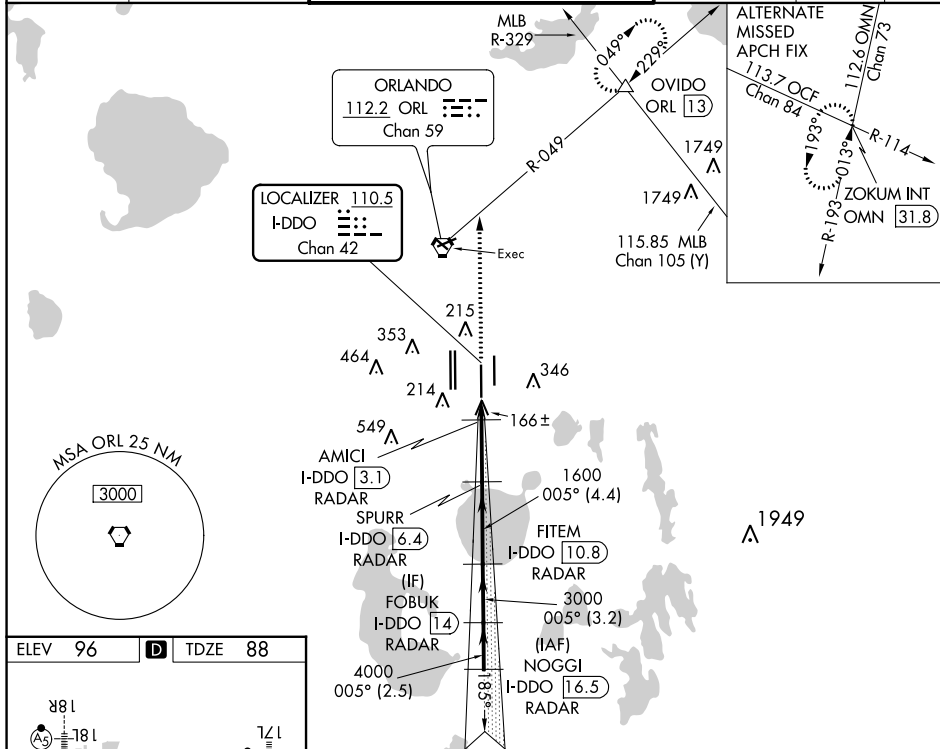 MLB
R-329
049°
229°
OVIDO
ORL 13
ORLANDO
112.2 ORL
Chan 59
R-049
1749
1749
LOCALIZER 110.5
I-DDO
Chan 42
Exec
115.85 MLB
Chan 105 (Y)
ALTERNATE
MISSED
APCH FIX
112.6 OMN
Chan 73
113.7 OCF
Chan 84
R-114
193°
013°
R-193
ZOKUM INT
OMN 31.8
215
353
464
346
214
549
166±
AMICI
I-DDO 3.1
RADAR
1600
005° (4.4)
SPURR
I-DDO 6.4
RADAR
FITEM
I-DDO 10.8
RADAR
1949
(IF)
FOBUK
I-DDO 14
RADAR
3000
005° (3.2)
(IAF)
NOGGI
I-DDO 16.5
RADAR
4000
005° (2.5)
185°
MSA ORL 25 NM
3000
ELEV 96 D TDZE 88
18R
18L
A5
17L